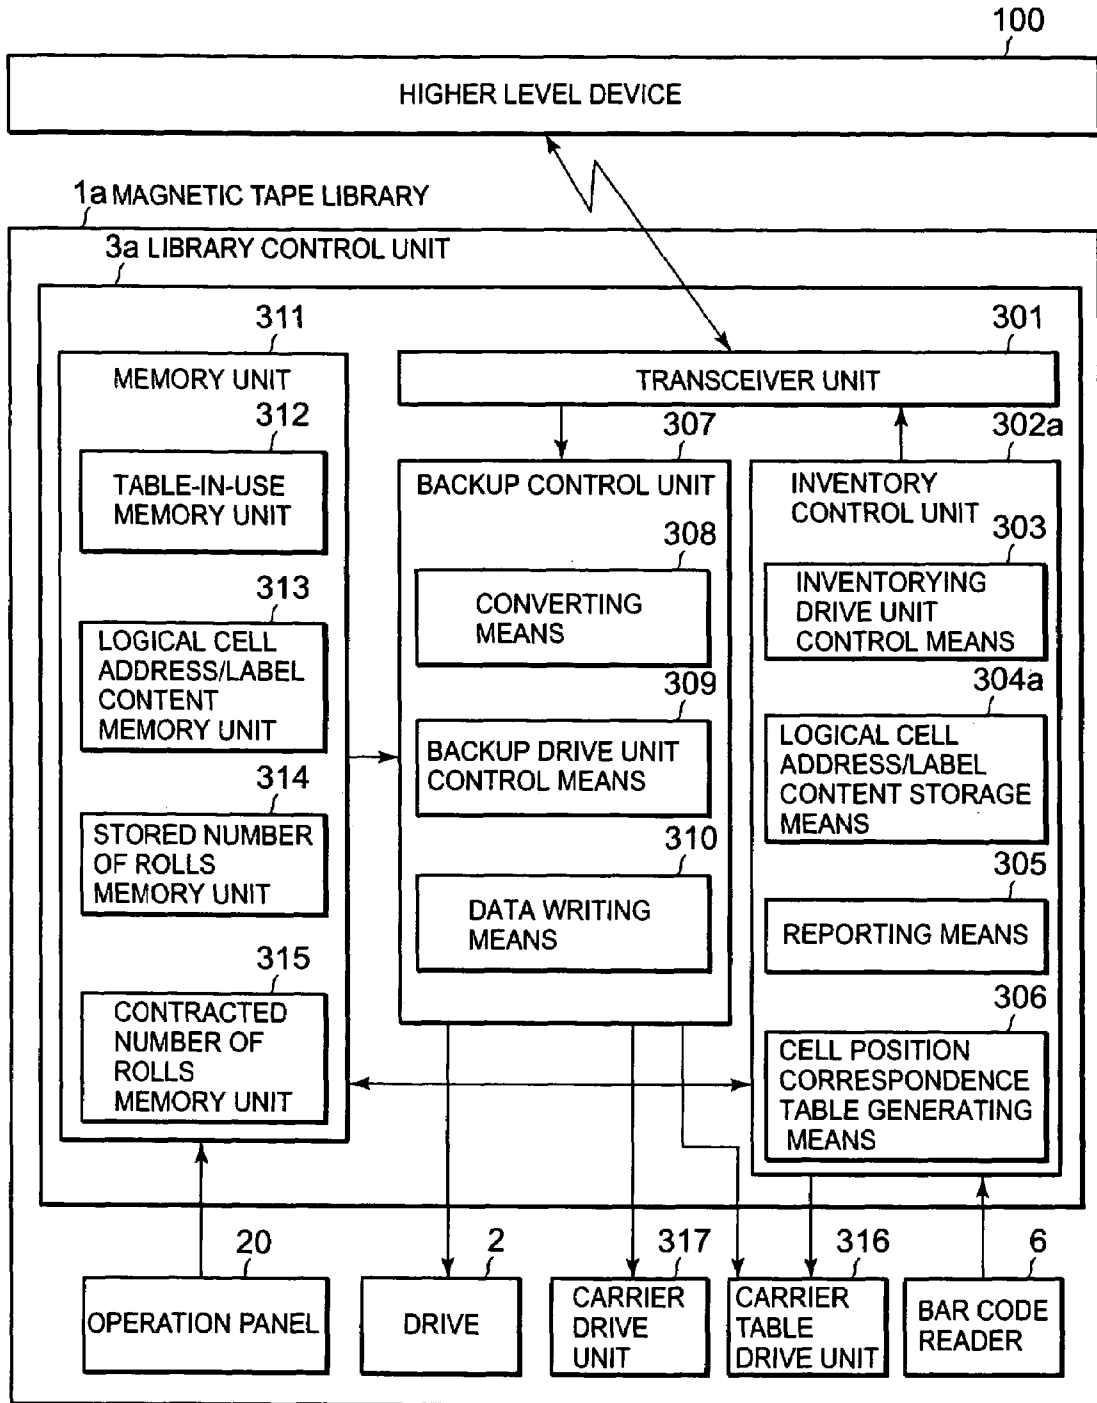 100
HIGHER LEVEL DEVICE
1a MAGNETIC TAPE LIBRARY
3a LIBRARY CONTROL UNIT
311
MEMORY UNIT
312
TABLE-IN-USE
MEMORY UNIT
313
LOGICAL CELL
ADDRESS/LABEL
CONTENT
MEMORY UNIT
314
STORED NUMBER
OF ROLLS
MEMORY UNIT
315
CONTRACTED
NUMBER OF
ROLLS
MEMORY UNIT
301
TRANSCEIVER UNIT
307
BACKUP CONTROL UNIT
308
CONVERTING
MEANS
309
BACKUP DRIVE UNIT
CONTROL MEANS
310
DATA WRITING
MEANS
302a
INVENTORY
CONTROL UNIT
303
INVENTORYING
DRIVE UNIT
CONTROL MEANS
304a
LOGICAL CELL
ADDRESS/LABEL
CONTENT STORAGE
MEANS
305
REPORTING MEANS
306
CELL POSITION
CORRESPONDENCE
TABLE GENERATING
MEANS
20
OPERATION PANEL
2
DRIVE
317
CARRIER
DRIVE
UNIT
316
CARRIER
TABLE
DRIVE UNIT
6
BAR CODE
READER